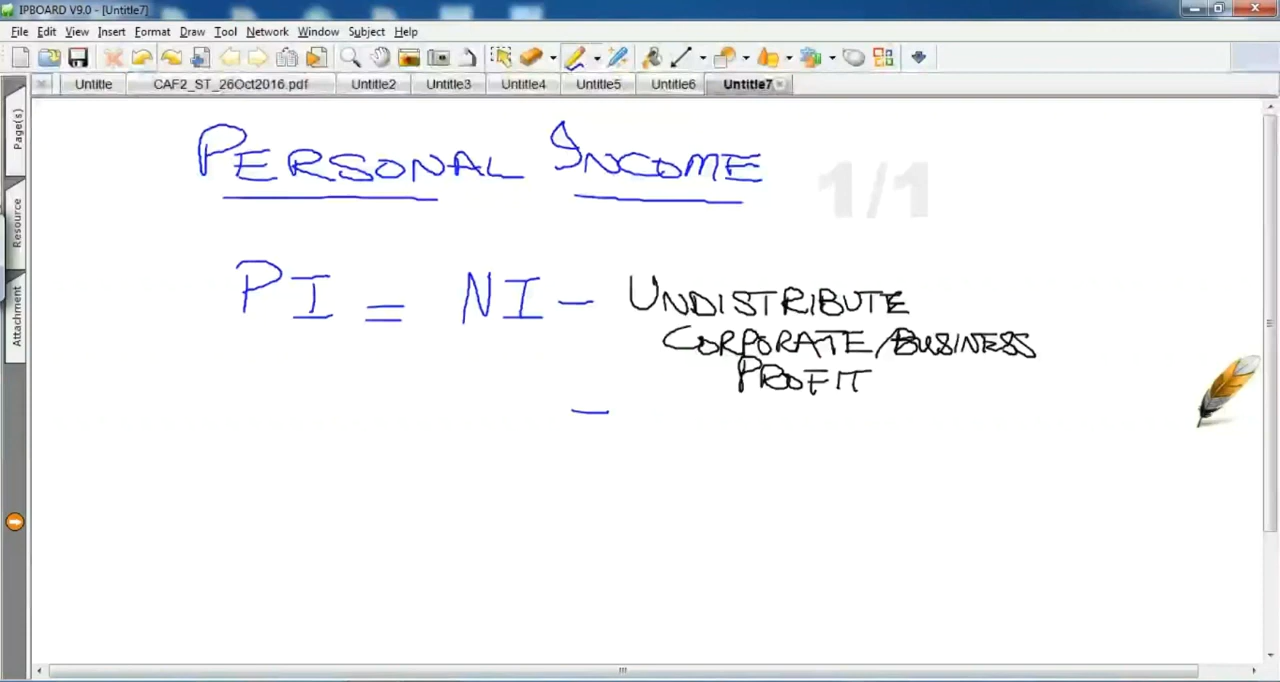 IPBOARD V9.0 - [Untitle7]
File Edit View Insert Format Draw Tool Network Window Subject Help
Untitle CAF2_ST_26Oct2016.pdf Untitle2 Untitle3 Untitle4 Untitle5 Untitle6 Untitle7
Page(s)
Resource
Attachment
PERSONAL INCOME
1/1
PI = NI - UNDISTRIBUTE
CORPORATE/BUSINESS
PROFIT
-